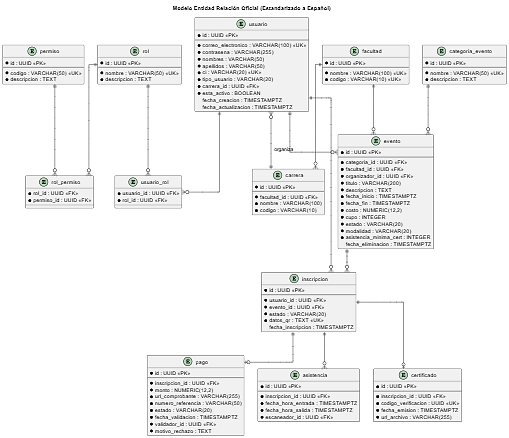 Modelo Entidad Relación Oficial (Estandarizado a Español)
E usuario
id : UUID «PK»
correo_electronico : VARCHAR(100) «UK»
contrasena : VARCHAR(255)
nombres : VARCHAR(50)
apellidos : VARCHAR(50)
ci : VARCHAR(20) «UK»
tipo_usuario : VARCHAR(20)
carrera_id : UUID «FK»
esta_activo : BOOLEAN
fecha_creacion : TIMESTAMPTZ
fecha_actualizacion : TIMESTAMPTZ
E permiso
id : UUID «PK»
codigo : VARCHAR(50) «UK»
descripcion : TEXT
E rol
id : UUID «PK»
nombre : VARCHAR(50) «UK»
descripcion : TEXT
E facultad
id : UUID «PK»
nombre : VARCHAR(100) «UK»
codigo : VARCHAR(10) «UK»
E categoria_evento
id : UUID «PK»
nombre : VARCHAR(50) «UK»
descripcion : TEXT
organiza
E rol_permiso
rol_id : UUID «FK»
permiso_id : UUID «FK»
E usuario_rol
usuario_id : UUID «FK»
rol_id : UUID «FK»
E carrera
id : UUID «PK»
facultad_id : UUID «FK»
nombre : VARCHAR(100)
codigo : VARCHAR(10)
E evento
id : UUID «PK»
categoria_id : UUID «FK»
facultad_id : UUID «FK»
organizador_id : UUID «FK»
titulo : VARCHAR(200)
descripcion : TEXT
fecha_inicio : TIMESTAMPTZ
fecha_fin : TIMESTAMPTZ
costo : NUMERIC(12,2)
cupo : INTEGER
estado : VARCHAR(20)
modalidad : VARCHAR(20)
asistencia_minima_cert : INTEGER
fecha_eliminacion : TIMESTAMPTZ
E inscripcion
id : UUID «PK»
usuario_id : UUID «FK»
evento_id : UUID «FK»
estado : VARCHAR(20)
datos_qr : TEXT «UK»
fecha_inscripcion : TIMESTAMPTZ
E pago
id : UUID «PK»
inscripcion_id : UUID «FK»
monto : NUMERIC(12,2)
url_comprobante : VARCHAR(255)
numero_referencia : VARCHAR(50)
estado : VARCHAR(20)
fecha_validacion : TIMESTAMPTZ
validador_id : UUID «FK»
motivo_rechazo : TEXT
E asistencia
id : UUID «PK»
inscripcion_id : UUID «FK»
fecha_hora_entrada : TIMESTAMPTZ
fecha_hora_salida : TIMESTAMPTZ
escaneador_id : UUID «FK»
E certificado
id : UUID «PK»
inscripcion_id : UUID «FK»
codigo_verificacion : UUID «UK»
fecha_emision : TIMESTAMPTZ
url_archivo : VARCHAR(255)